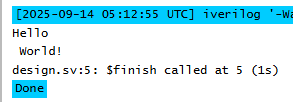 [2025-09-14 05:12:55 UTC] iverilog '-Wa
Hello
 World!
design.sv:5: $finish called at 5 (1s)
Done